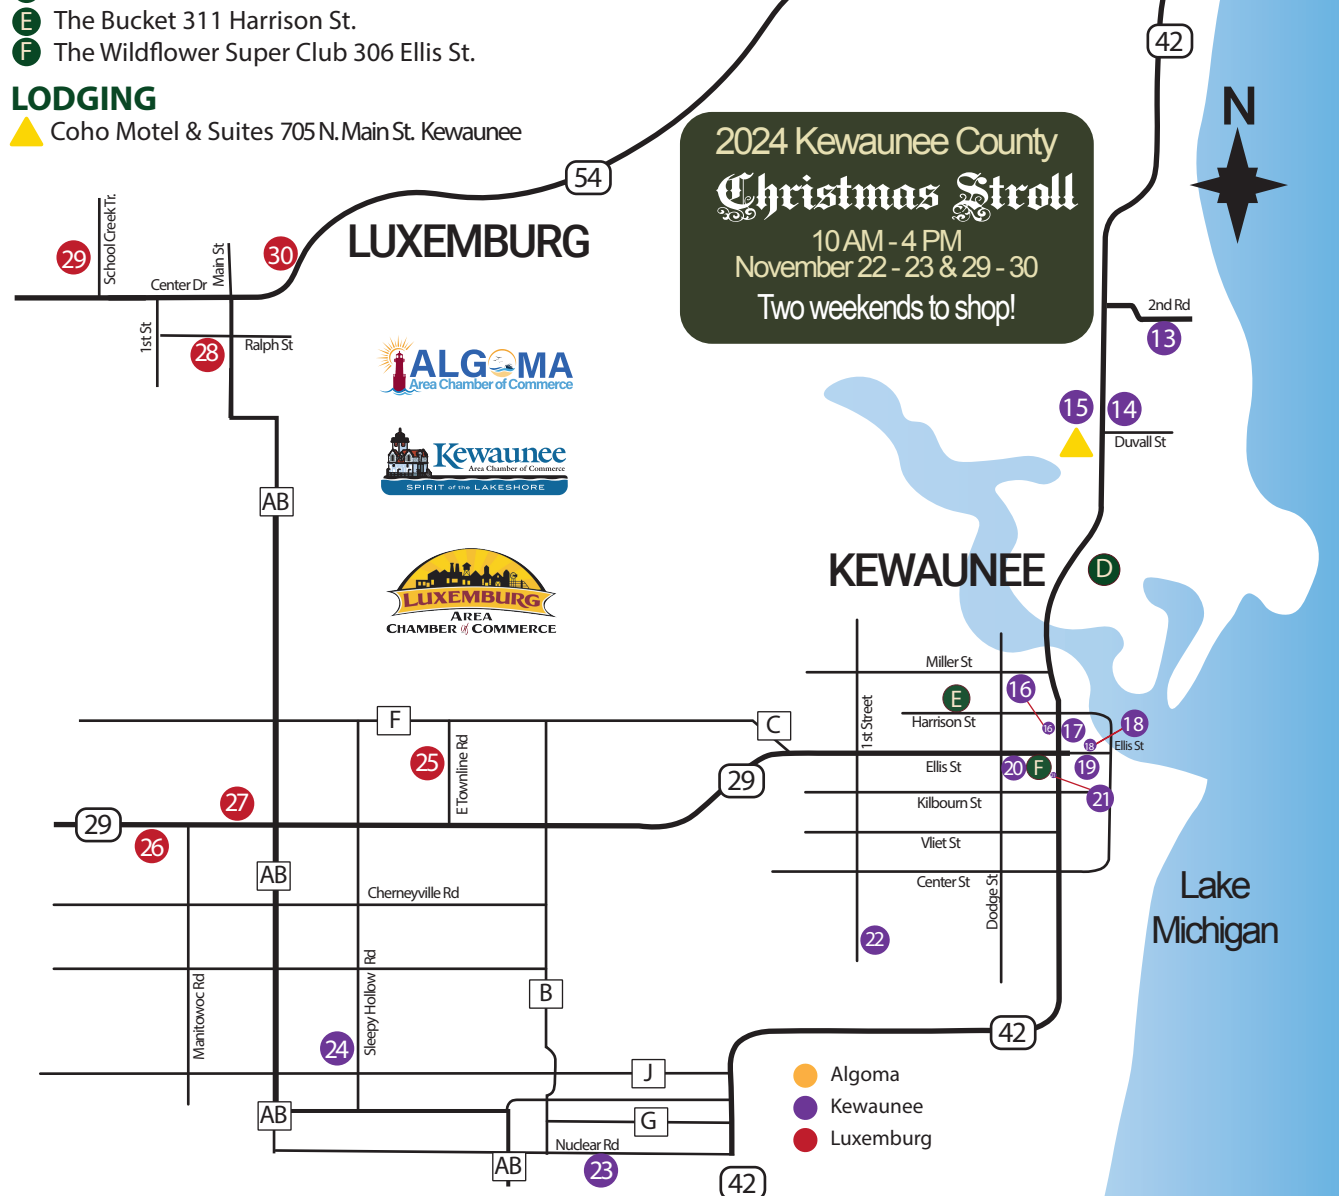 E The Bucket 311 Harrison St.
F The Wildflower Super Club 306 Ellis St.
LODGING
Coho Motel & Suites 705 N. Main St. Kewaunee
42
N
54
2024 Kewaunee County
Christmas Stroll
10 AM - 4 PM
November 22 - 23 & 29 - 30
Two weekends to shop!
LUXEMBURG
29
School Creek Tr.
Center Dr
Main St
30
1st St
28
Ralph St
2nd Rd
13
ALGOMA
Area Chamber of Commerce
15
14
Duvall St
Kewaunee
Area Chamber of Commerce
SPIRIT of the LAKESHORE
AB
KEWAUNEE
D
LUXEMBURG
AREA
CHAMBER of COMMERCE
Miller St
E
16
1st Street
Harrison St
16
17
18
18
Ellis St
F
C
25
E Townline Rd
29
Ellis St
20
F
19
21
Kilbourn St
27
29
26
Vliet St
AB
Center St
Dodge St
Cherneyville Rd
22
Lake
Michigan
Manitowoc Rd
Sleepy Hollow Rd
B
24
42
J
Algoma
AB
G
Kewaunee
Nuclear Rd
Luxemburg
AB
23
42